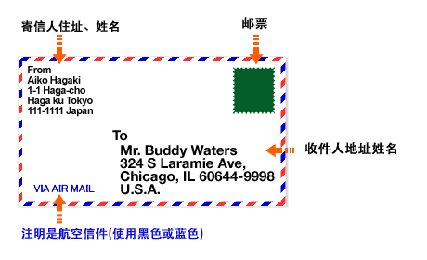 寄信人住址、姓名
邮票
From
Aiko Hagaki
1-1 Haga-cho
Haga ku Tokyo
111-1111 Japan
To
Mr. Buddy Waters
324 S Laramie Ave,
Chicago, IL 60644-9998
U.S.A.
收件人地址姓名
VIA AIR MAIL
注明是航空信件(使用黑色或蓝色)